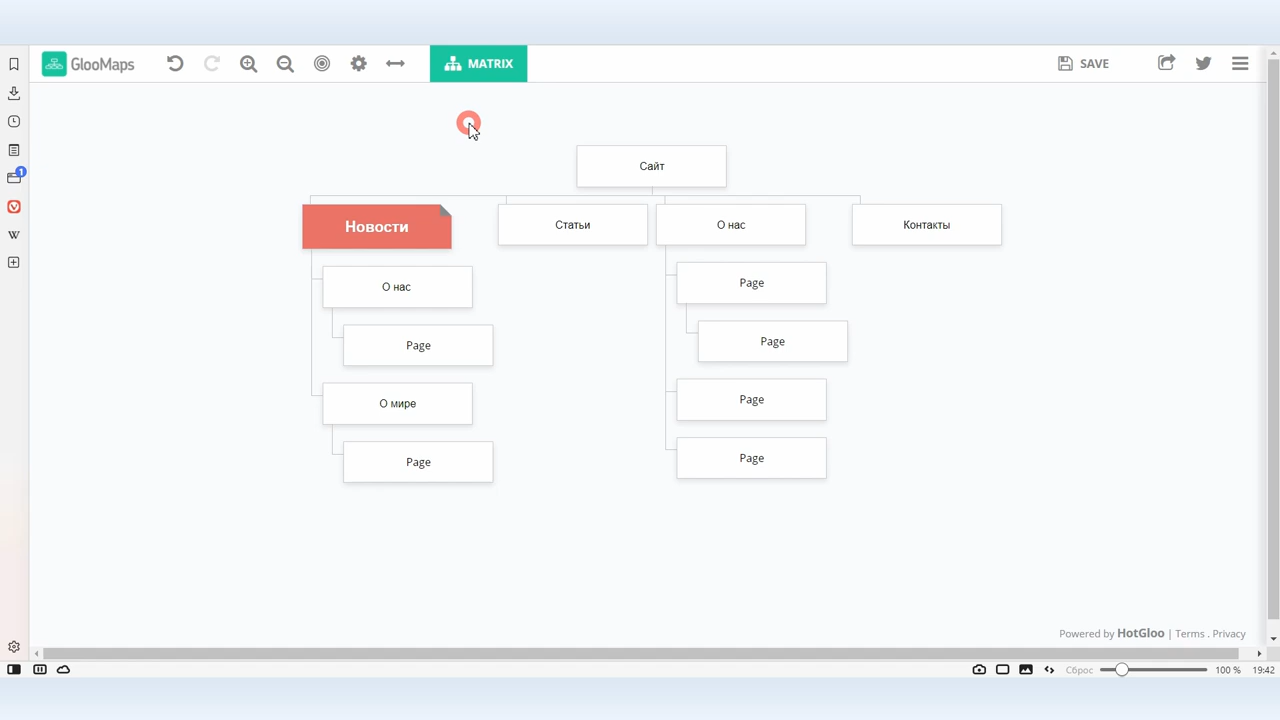 GlooMaps
MATRIX
SAVE
1
W
Сайт
Новости
Статьи
О нас
Контакты
О нас
Page
Page
Page
О мире
Page
Page
Page
Powered by HotGloo | Terms . Privacy
Сброс
100 %
19:42